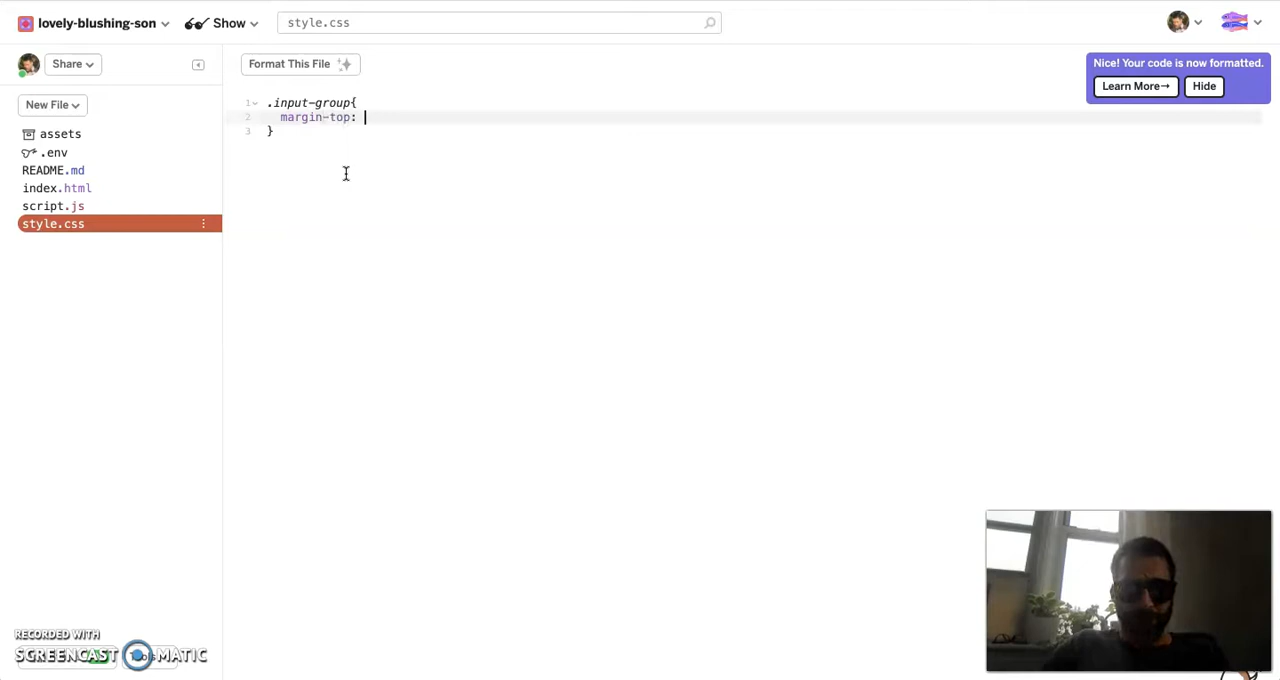 lovely-blushing-son
Show
style.css
Share
Format This File
Nice! Your code is now formatted.
Learn More→
Hide
New File
1
.input-group{
2
margin-top:
3
}
assets
.env
README.md
index.html
script.js
style.css
RECORDED WITH
SCREENCAST MATIC